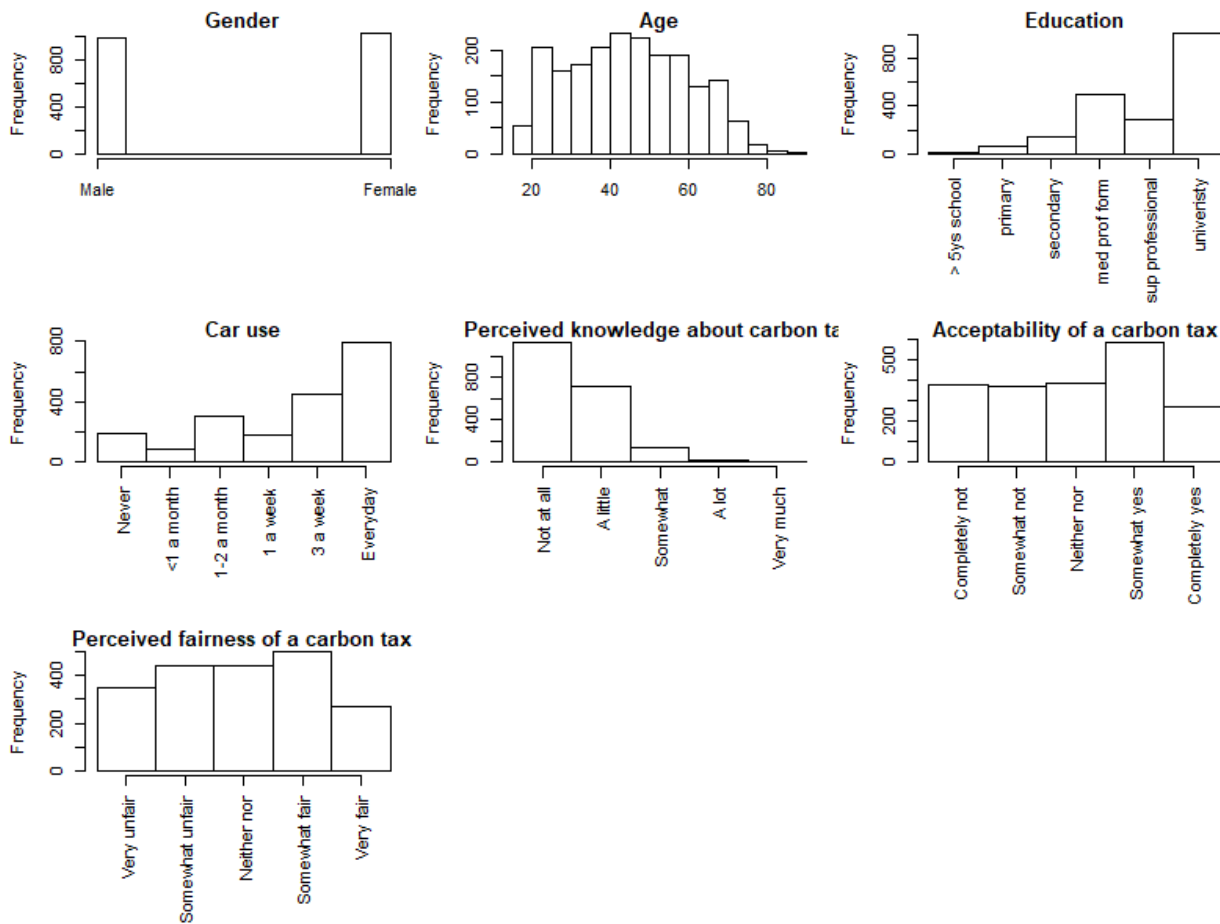 Gender
Frequency
800
400
0
Male
Female
Age
Frequency
200
100
0
20
40
60
80
Education
Frequency
800
400
0
> 5ys school
primary
secondary
med prof form
sup professional
univeristy
Car use
Frequency
800
400
0
Never
<1 a month
1-2 a month
1 a week
3 a week
Everyday
Perceived knowledge about carbon ta
Frequency
800
400
0
Not at all
A little
Somewhat
A lot
Very much
Acceptability of a carbon tax
Frequency
500
200
0
Completely not
Somewhat not
Neither nor
Somewhat yes
Completely yes
Perceived fairness of a carbon tax
Frequency
400
200
0
Very unfair
Somewhat unfair
Neither nor
Somewhat fair
Very fair